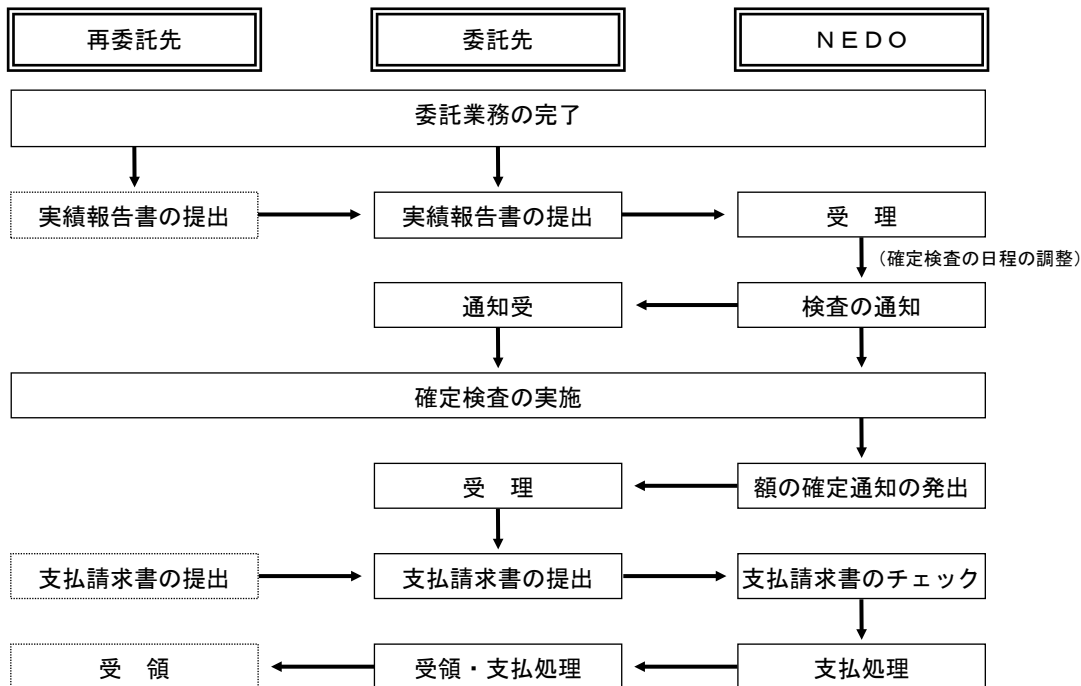 再委託先
委託先
ＮＥＤＯ
委託業務の完了
実績報告書の提出
実績報告書の提出
受　理
（確定検査の日程の調整）
通知受
検査の通知
確定検査の実施
受　理
額の確定通知の発出
支払請求書の提出
支払請求書の提出
支払請求書のチェック
受　領
受領・支払処理
支払処理